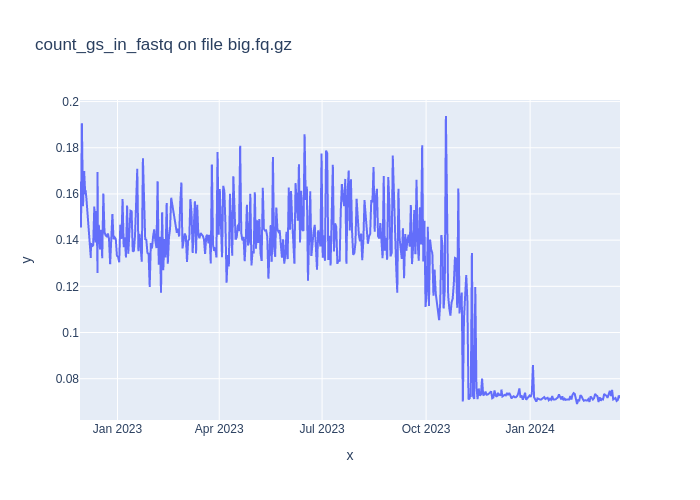 count_gs_in_fastq on file big.fq.gz
0.2
0.18
0.16
0.14
0.12
0.1
0.08
y
Jan 2023
Apr 2023
Jul 2023
Oct 2023
Jan 2024
x